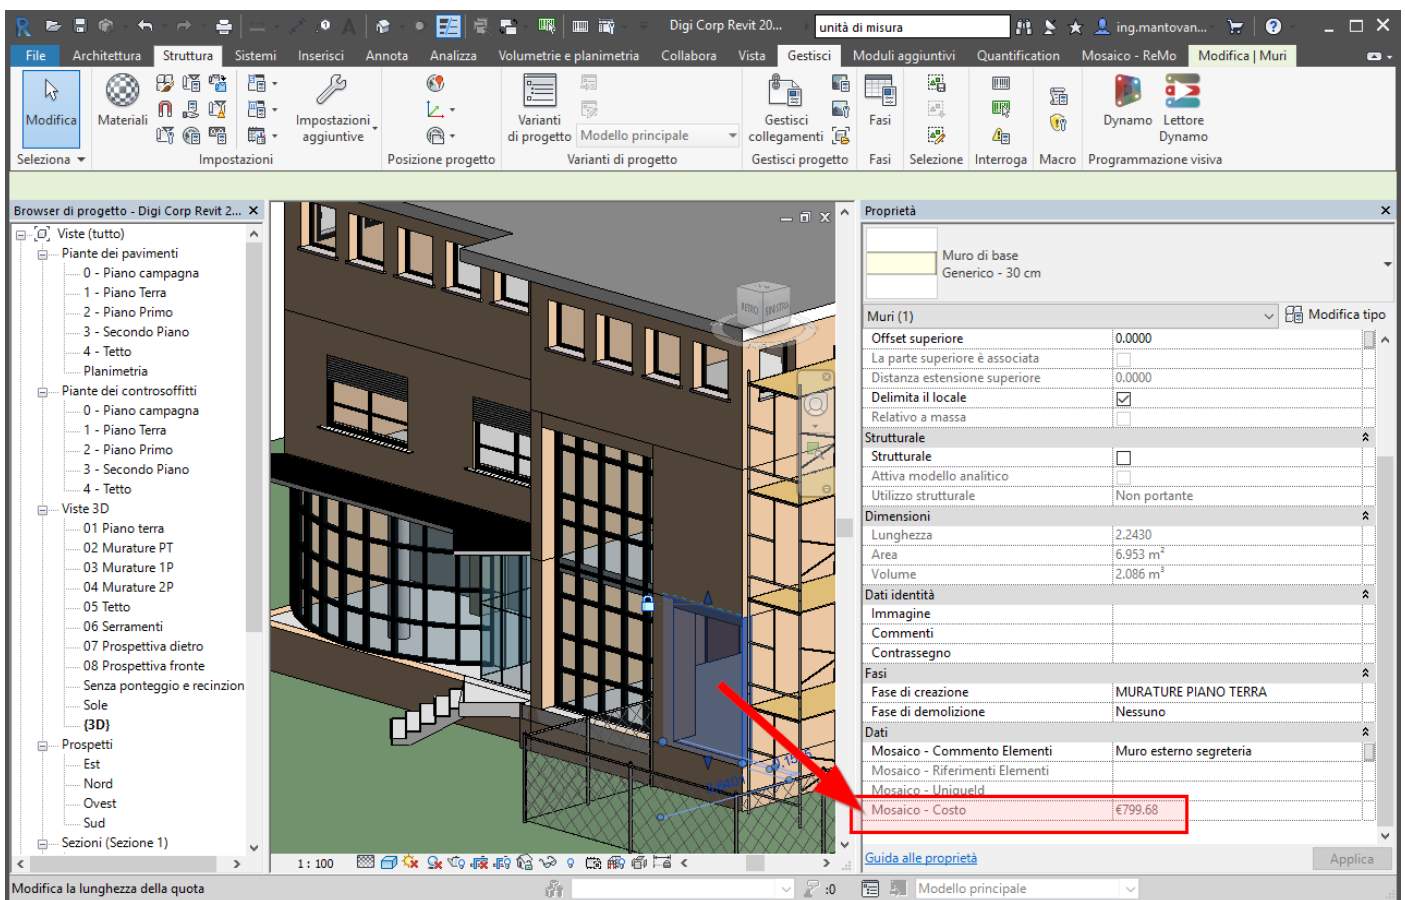 Digi Corp Revit 20...
unità di misura
ing.mantovan...
File Architettura Struttura Sistemi Inserisci Annota Analizza Volumetrie e planimetria Collabora Vista Gestisci Moduli aggiuntivi Quantification Mosaico - ReMo Modifica | Muri
Modifica
Materiali
Impostazioni aggiuntive
Varianti di progetto
Modello principale
Gestisci collegamenti
Fasi
Dynamo
Lettore Dynamo
Seleziona Impostazioni Posizione progetto Varianti di progetto Gestisci progetto Fasi Selezione Interroga Macro Programmazione visiva
Browser di progetto - Digi Corp Revit 2...
Viste (tutto)
Piante dei pavimenti
0 - Piano campagna
1 - Piano Terra
2 - Piano Primo
3 - Secondo Piano
4 - Tetto
Planimetria
Piante dei controsoffitti
0 - Piano campagna
1 - Piano Terra
2 - Piano Primo
3 - Secondo Piano
4 - Tetto
Viste 3D
01 Piano terra
02 Murature PT
03 Murature 1P
04 Murature 2P
05 Tetto
06 Serramenti
07 Prospettiva dietro
08 Prospettiva fronte
Senza ponteggio e recinzion
Sole
{3D}
Prospetti
Est
Nord
Ovest
Sud
Sezioni (Sezione 1)
RETRO SINISTRA
1 : 100
Proprietà
Muro di base
Generico - 30 cm
Muri (1)
Modifica tipo
Offset superiore 0.0000
La parte superiore è associata
Distanza estensione superiore 0.0000
Delimita il locale
Relativo a massa
Strutturale
Strutturale
Attiva modello analitico
Utilizzo strutturale Non portante
Dimensioni
Lunghezza 2.2430
Area 6.953 m²
Volume 2.086 m³
Dati identità
Immagine
Commenti
Contrassegno
Fasi
Fase di creazione MURATURE PIANO TERRA
Fase di demolizione Nessuno
Dati
Mosaico - Commento Elementi Muro esterno segreteria
Mosaico - Riferimenti Elementi
Mosaico - UniqueId
Mosaico - Costo €799.68
Guida alle proprietà
Applica
Modifica la lunghezza della quota
:0
Modello principale